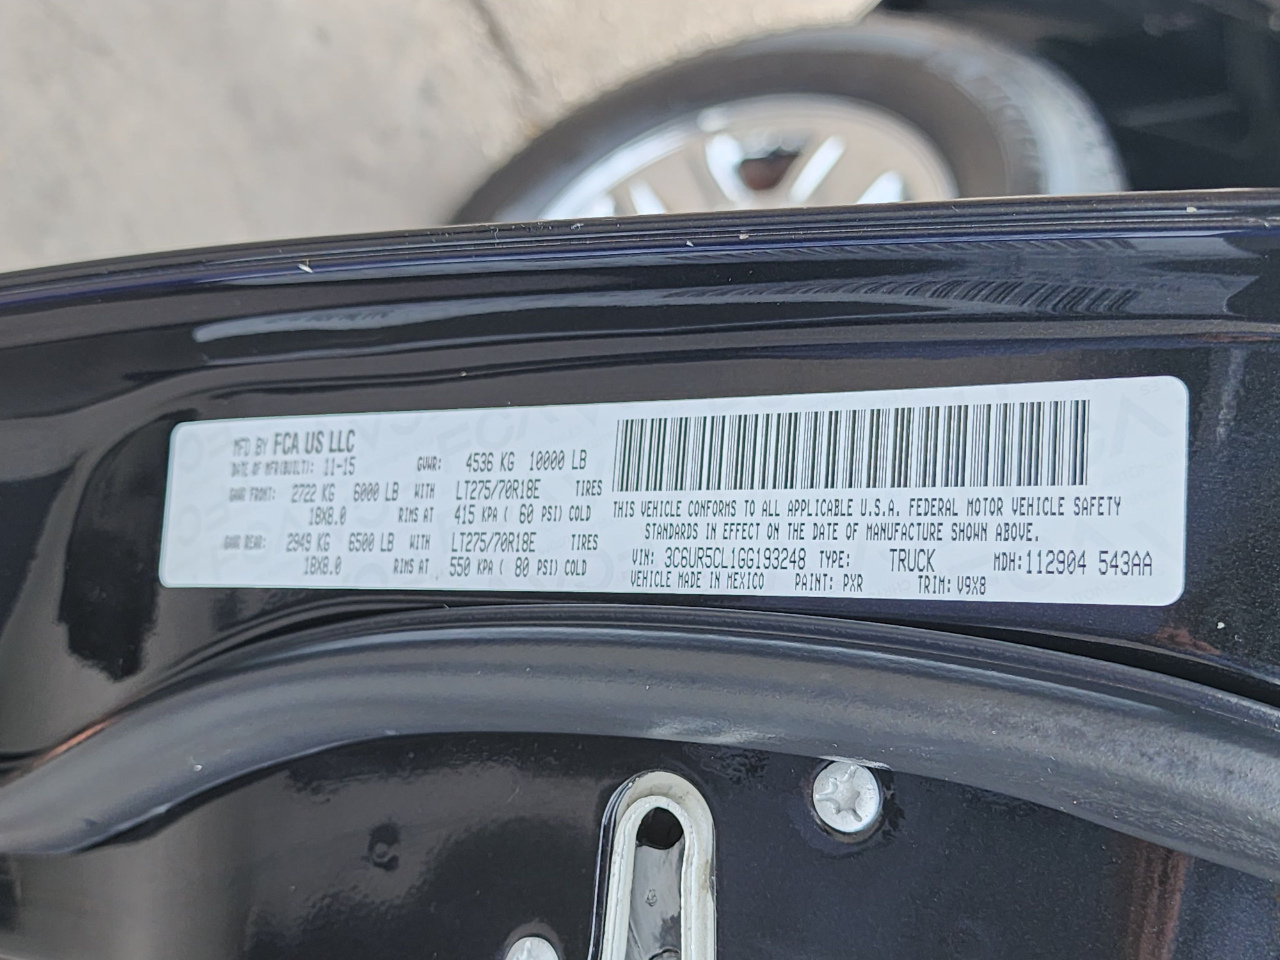 MFD BY FCA US LLC
DATE OF MFR(BUILT): 11-15 GVWR: 4536 KG 10000 LB
GAWR FRONT: 2722 KG 6000 LB WITH LT275/70R18E TIRES
18X8.0 RIMS AT 415 KPA ( 60 PSI) COLD
GAWR REAR: 2949 KG 6500 LB WITH LT275/70R18E TIRES
18X8.0 RIMS AT 550 KPA ( 80 PSI) COLD
THIS VEHICLE CONFORMS TO ALL APPLICABLE U.S.A. FEDERAL MOTOR VEHICLE SAFETY
STANDARDS IN EFFECT ON THE DATE OF MANUFACTURE SHOWN ABOVE.
VIN: 3C6UR5CL1GG193248 TYPE: TRUCK MDH:112904 543AA
VEHICLE MADE IN MEXICO PAINT: PXR TRIM: V9X8